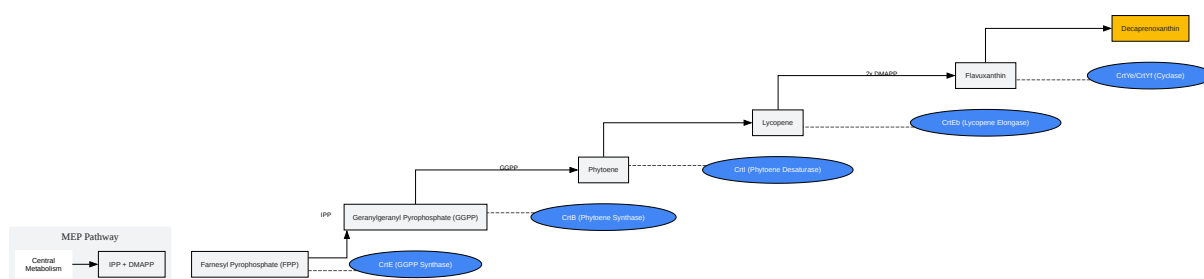 Decaprenoxanthin
2x DMAPP
Flavuxanthin
CrtYe/CrtYf (Cyclase)
Lycopene
CrtEb (Lycopene Elongase)
GGPP
Phytoene
CrtI (Phytoene Desaturase)
IPP
Geranylgeranyl Pyrophosphate (GGPP)
CrtB (Phytoene Synthase)
MEP Pathway
Central
Metabolism
IPP + DMAPP
Farnesyl Pyrophosphate (FPP)
CrtE (GGPP Synthase)